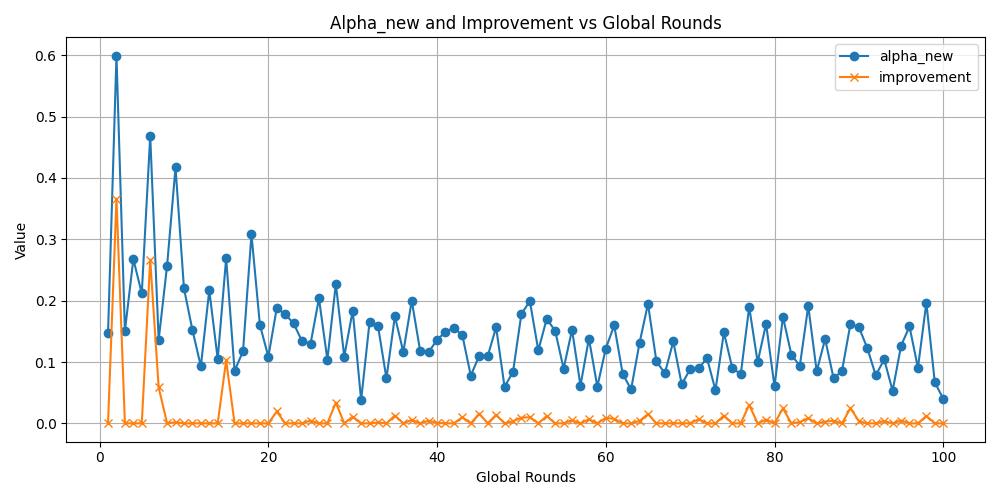 Alpha_new and Improvement vs Global Rounds
alpha_new
improvement
Value
0.6
0.5
0.4
0.3
0.2
0.1
0.0
0 20 40 60 80 100
Global Rounds